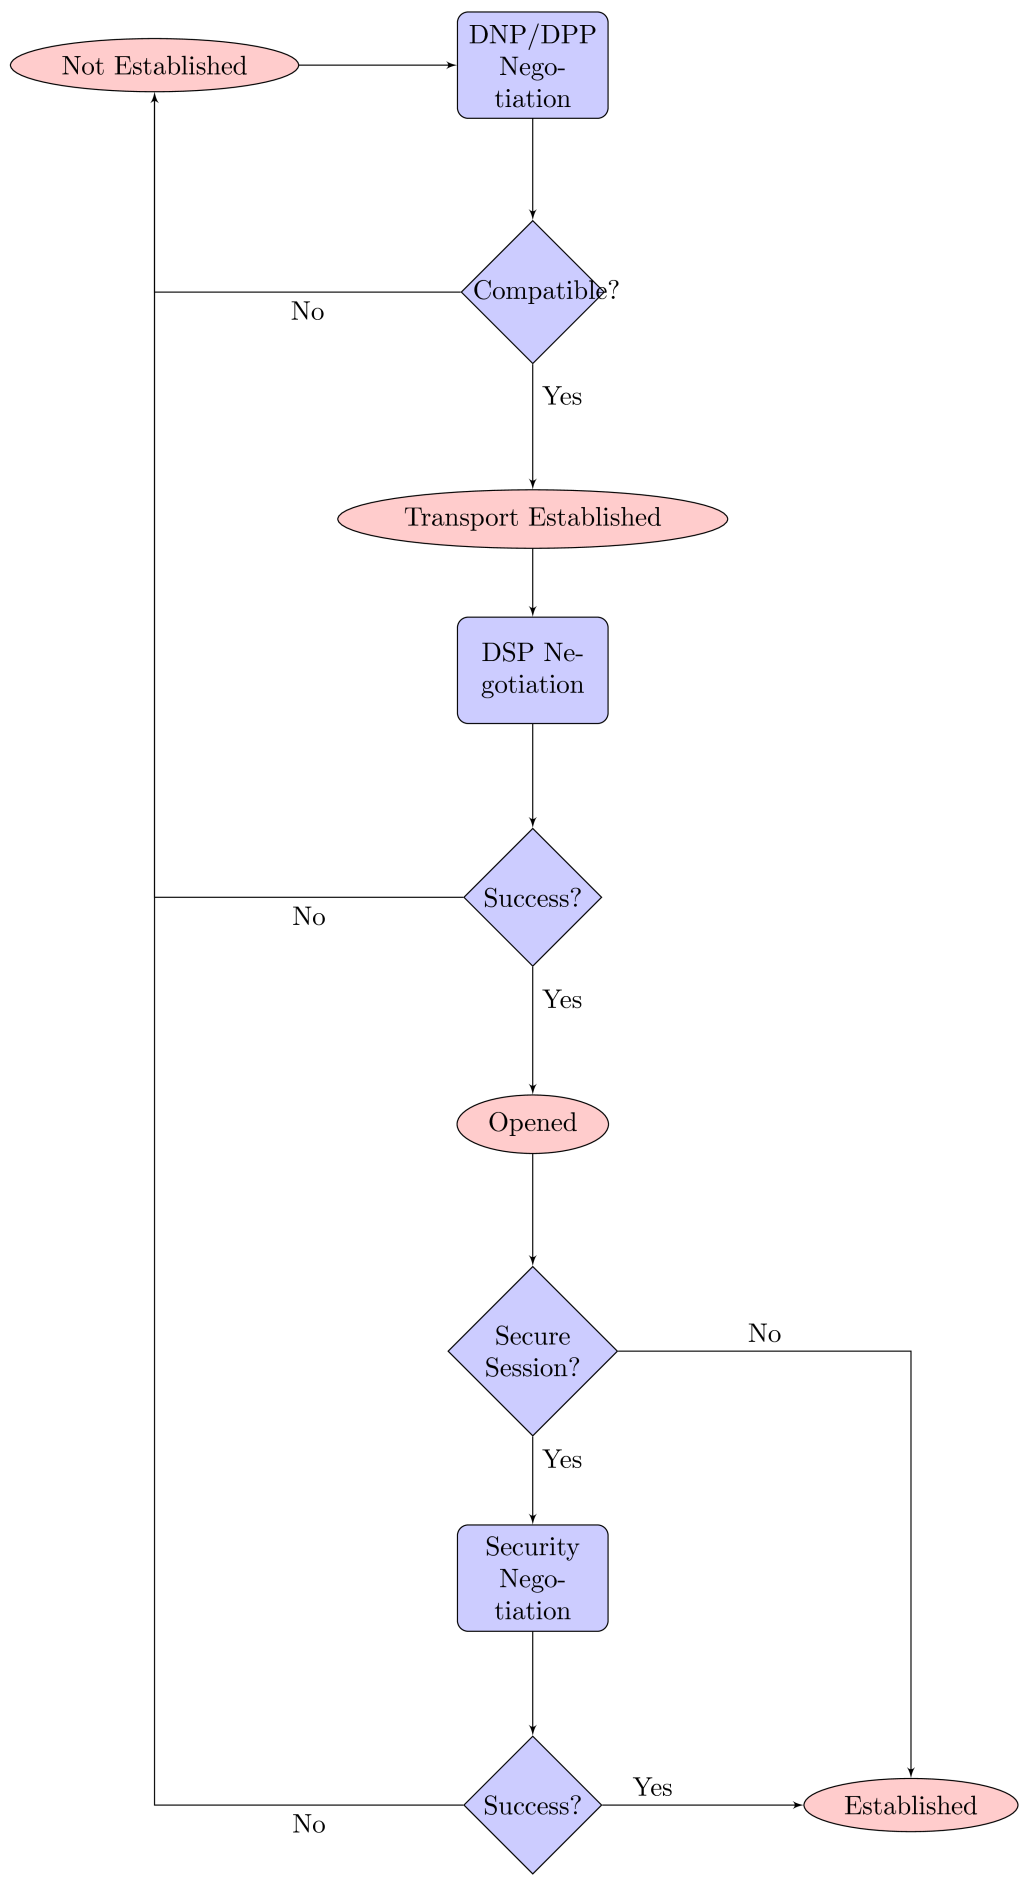 Not Established
DNP/DPP
Nego-
tiation
Compatible?
No
Yes
Transport Established
DSP Ne-
gotiation
Success?
No
Yes
Opened
Secure
Session?
No
Yes
Security
Nego-
tiation
Success?
Yes
No
Established